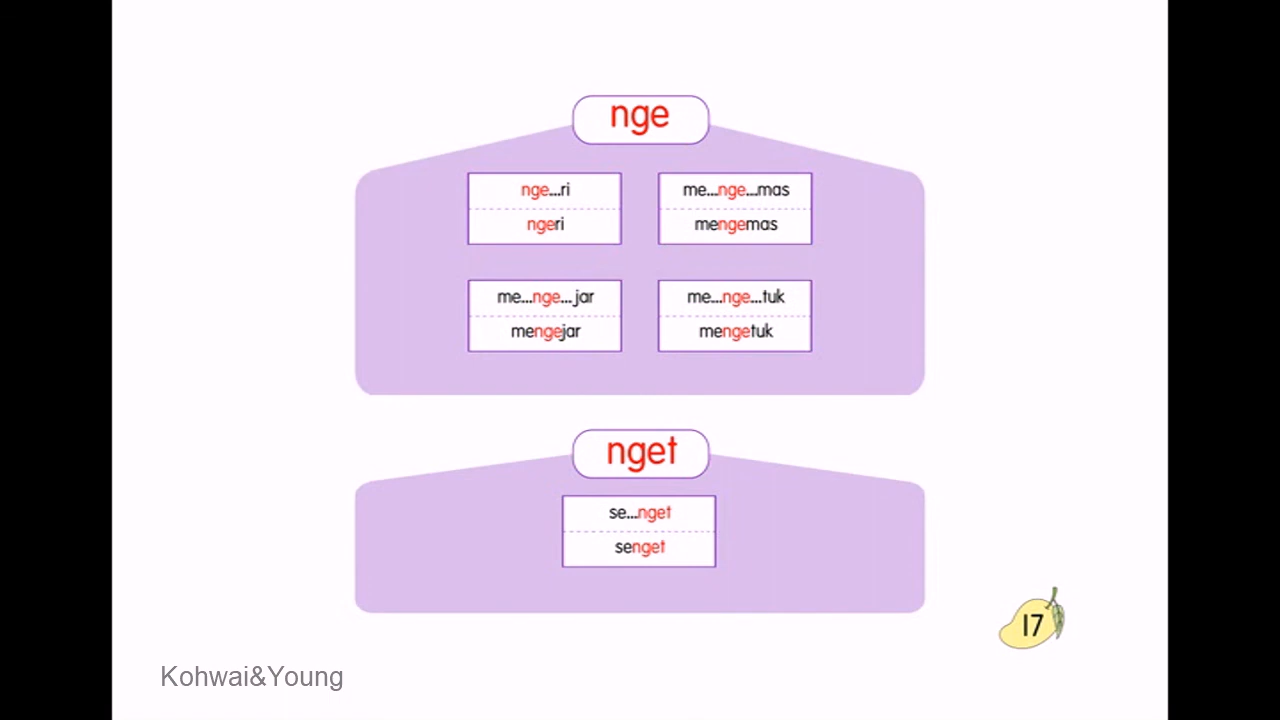 nge
nge...ri
ngeri
me...nge...mas
mengemas
me...nge...jar
mengejar
me...nge...tuk
mengetuk
nget
se...nget
senget
17
Kohwai&Young